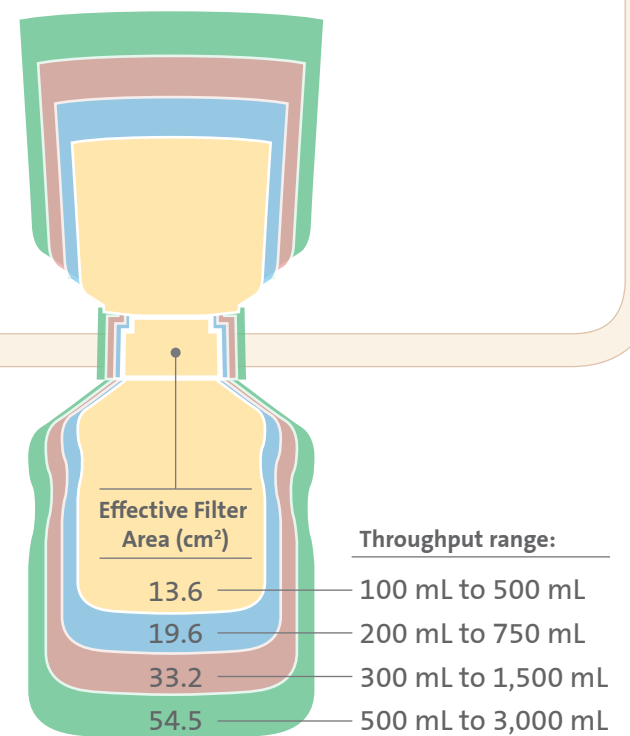 Effective Filter
Area (cm²)
Throughput range:
13.6 100 mL to 500 mL
19.6 200 mL to 750 mL
33.2 300 mL to 1,500 mL
54.5 500 mL to 3,000 mL